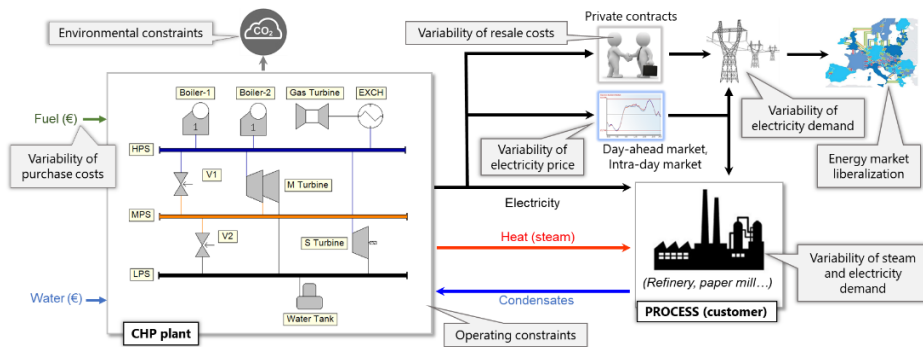 Environmental constraints
CO₂
Variability of resale costs
Private contracts
Boiler-1
Boiler-2
Gas Turbine
EXCH
1
1
Fuel (€)
Variability of
purchase costs
HPS
V1
M Turbine
MPS
V2
S Turbine
LPS
Water (€)
Water Tank
CHP plant
Operating constraints
Variability of
electricity price
Day-ahead market,
Intra-day market
Variability of
electricity demand
Energy market
liberalization
Electricity
Heat (steam)
Condensates
(Refinery, paper mill…)
PROCESS (customer)
Variability of steam
and electricity
demand